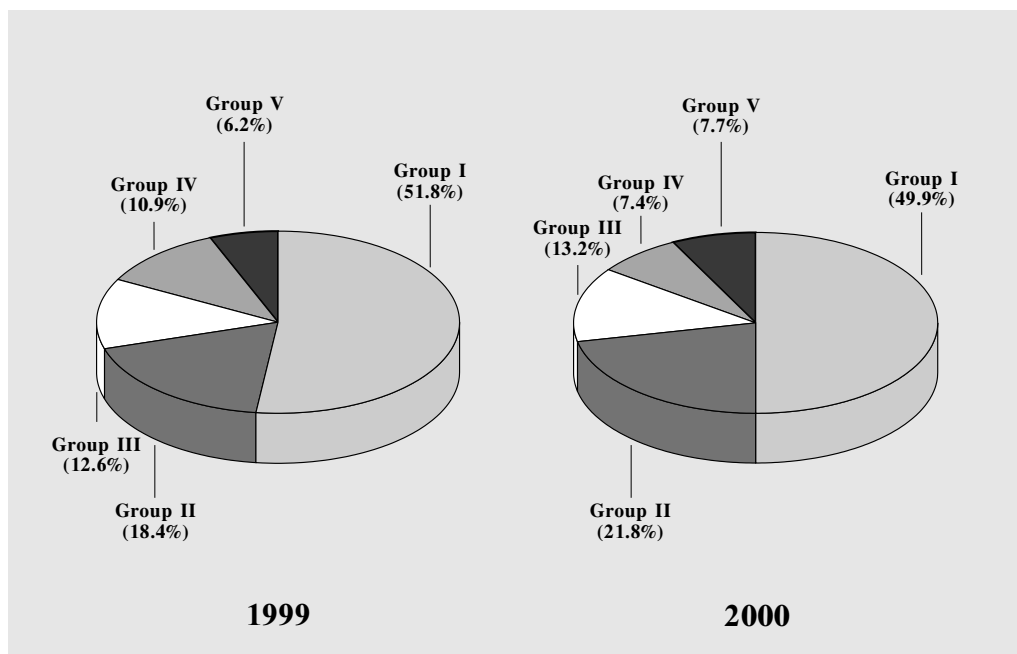 Group V
(6.2%)
Group I
(51.8%)
Group IV
(10.9%)
Group III
(12.6%)
Group II
(18.4%)
1999
Group V
(7.7%)
Group I
(49.9%)
Group IV
(7.4%)
Group III
(13.2%)
Group II
(21.8%)
2000